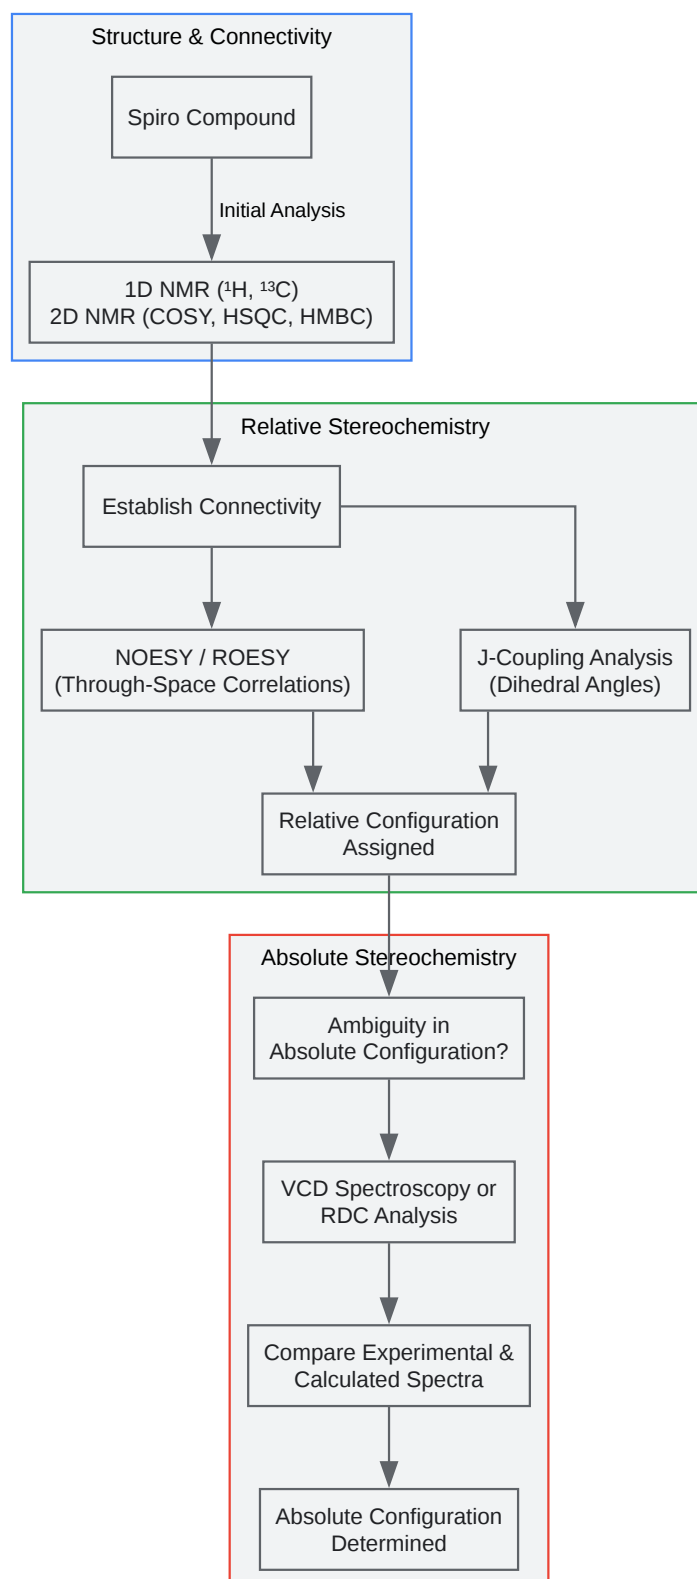 Structure & Connectivity
Spiro Compound
Initial Analysis
1D NMR (¹H, ¹³C)
2D NMR (COSY, HSQC, HMBC)
Relative Stereochemistry
Establish Connectivity
NOESY / ROESY
(Through-Space Correlations)
J-Coupling Analysis
(Dihedral Angles)
Relative Configuration
Assigned
Absolute Stereochemistry
Ambiguity in
Absolute Configuration?
VCD Spectroscopy or
RDC Analysis
Compare Experimental &
Calculated Spectra
Absolute Configuration
Determined